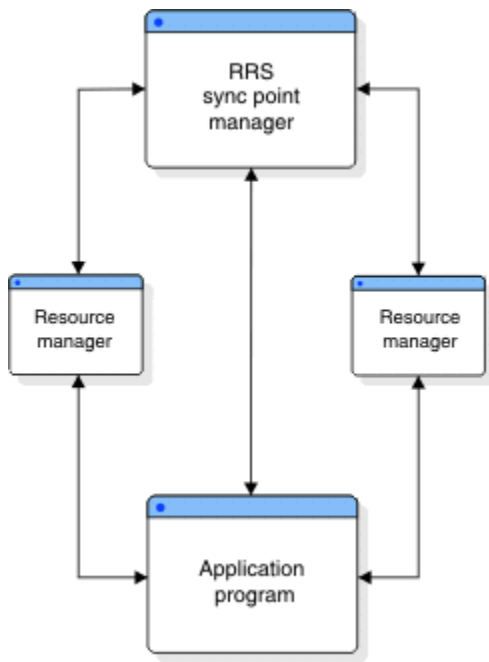 RRS
sync point
manager
Resource
manager
Resource
manager
Application
program